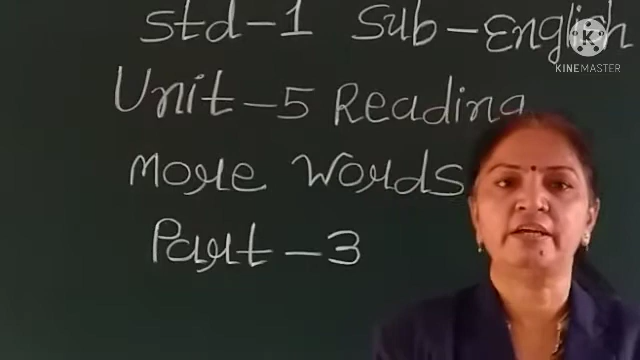 Std-1 Sub-English
KINEMASTER
Unit-5 Reading
More Words
Part-3